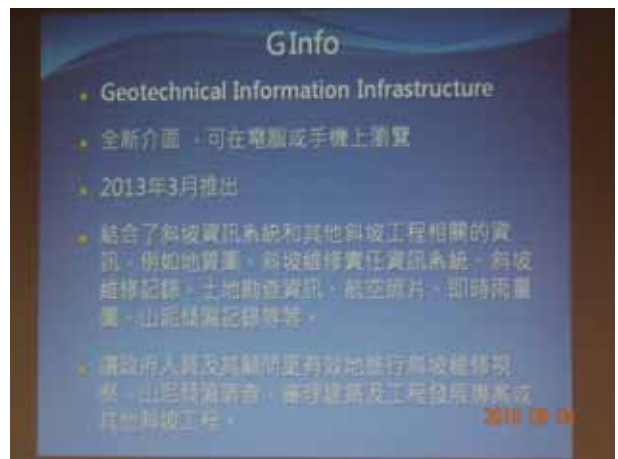 GInfo
Geotechnical Information Infrastructure
全新介面，可在電腦或手機上瀏覽
2013年3月推出
結合了斜坡資訊系統和其他斜坡工程相關的資
訊，例如地質圖、斜坡維修責任資訊系統、斜坡
維修記錄、土地勘查資訊、航空照片、即時雨量
圖、山泥傾瀉記錄等等。
讓政府人員及其顧問更有效地進行斜坡維修視
察、山泥傾瀉調查、審理建築及工程發展專案或
其他斜坡工程。